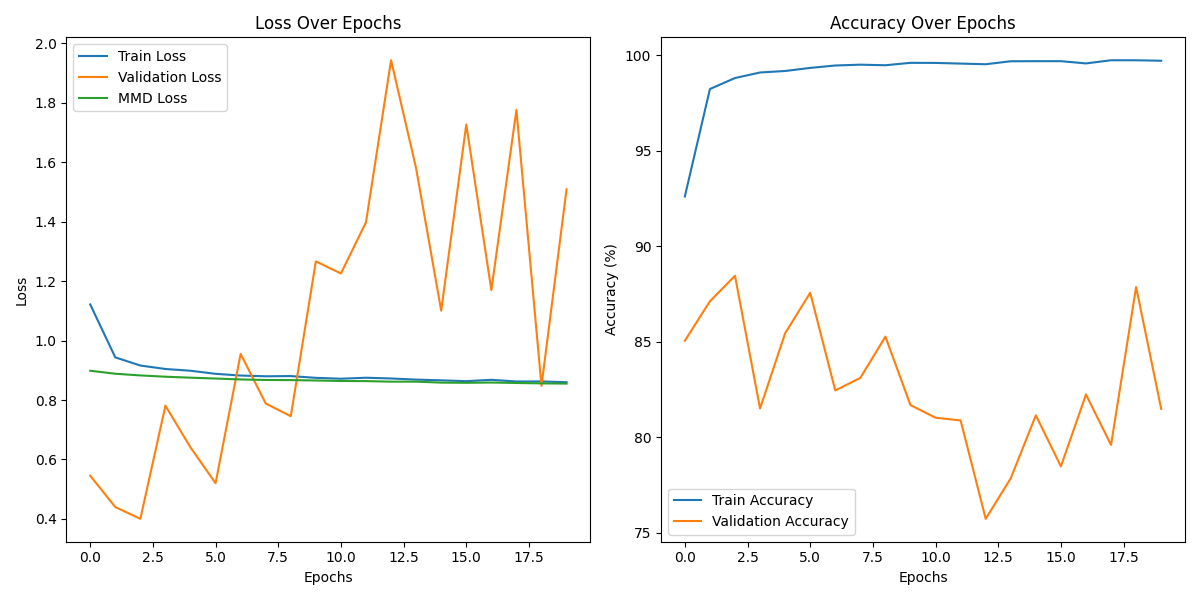 Loss Over Epochs
Train Loss
Validation Loss
MMD Loss
2.0
1.8
1.6
1.4
1.2
1.0
0.8
0.6
0.4
Loss
0.0 2.5 5.0 7.5 10.0 12.5 15.0 17.5
Epochs
Accuracy Over Epochs
100
95
90
85
80
75
Accuracy (%)
Train Accuracy
Validation Accuracy
0.0 2.5 5.0 7.5 10.0 12.5 15.0 17.5
Epochs